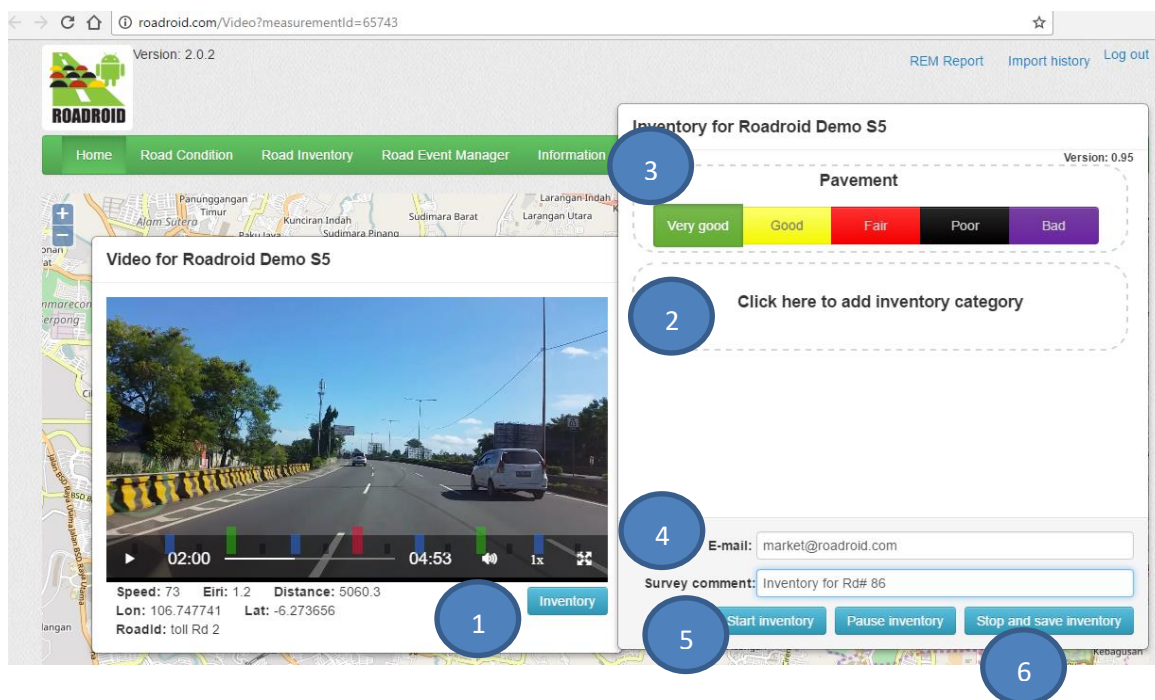 roadroid.com/Video?measurementId=65743
Version: 2.0.2
REM Report Import history Log out
ROADROID
Home Road Condition Road Inventory Road Event Manager Information
Inventory for Roadroid Demo S5
3
Version: 0.95
Pavement
Very good Good Fair Poor Bad
2
Click here to add inventory category
Panunggangan
Timur
Alam Sutera
Kunciran Indah
Sudimara Barat
Larangan Indah
Larangan Utara
Sudimara Pinang
+
−
Video for Roadroid Demo S5
02:00 04:53 1x
Speed: 73 Eiri: 1.2 Distance: 5060.3
Lon: 106.747741 Lat: -6.273656
RoadId: toll Rd 2
1
Inventory
4
E-mail: market@roadroid.com
Survey comment: Inventory for Rd# 86
5
Start inventory Pause inventory Stop and save inventory
6
Kebagusan